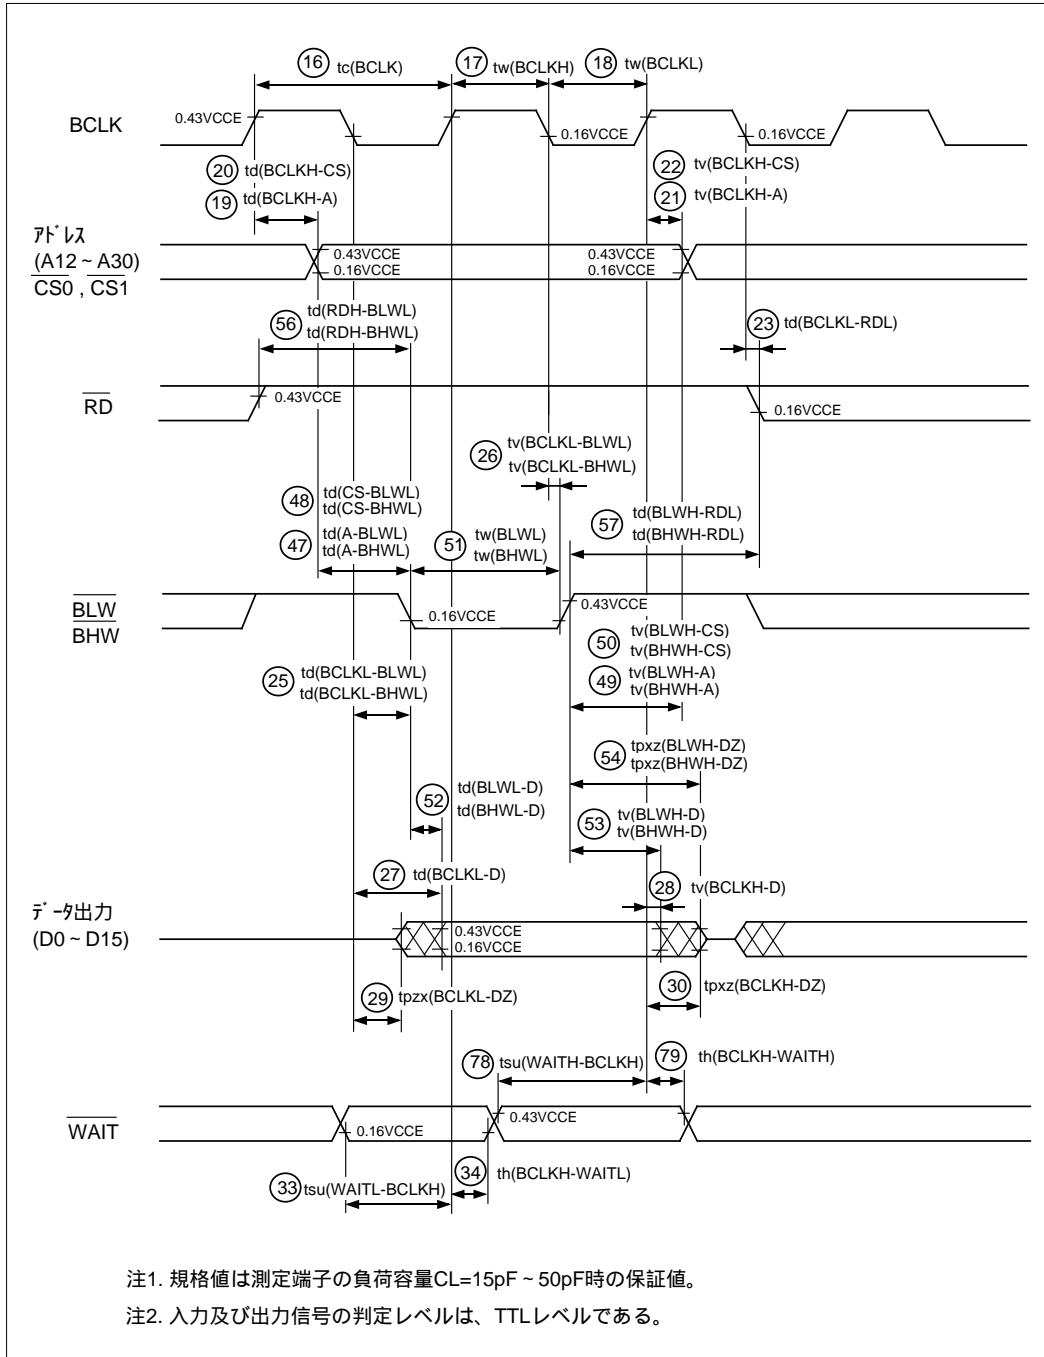 16 tc(BCLK)
17 tw(BCLKH)
18 tw(BCLKL)
BCLK
0.43VCCE
0.16VCCE
0.16VCCE
20 td(BCLKH-CS)
19 td(BCLKH-A)
22 tv(BCLKH-CS)
21 tv(BCLKH-A)
アドレス
(A12 ~ A30)
CS0 , CS1
0.43VCCE
0.16VCCE
0.43VCCE
0.16VCCE
56 td(RDH-BLWL)
td(RDH-BHWL)
23 td(BCLKL-RDL)
RD
0.43VCCE
0.16VCCE
26 tv(BCLKL-BLWL)
tv(BCLKL-BHWL)
48 td(CS-BLWL)
td(CS-BHWL)
47 td(A-BLWL)
td(A-BHWL)
51 tw(BLWL)
tw(BHWL)
57 td(BLWH-RDL)
td(BHWH-RDL)
BLW
BHW
0.16VCCE
0.43VCCE
50 tv(BLWH-CS)
tv(BHWH-CS)
49 tv(BLWH-A)
tv(BHWH-A)
25 td(BCLKL-BLWL)
td(BCLKL-BHWL)
54 tpxz(BLWH-DZ)
tpxz(BHWH-DZ)
52 td(BLWL-D)
td(BHWL-D)
53 tv(BLWH-D)
tv(BHWH-D)
27 td(BCLKL-D)
28 tv(BCLKH-D)
データ出力
(D0 ~ D15)
0.43VCCE
0.16VCCE
29 tpzx(BCLKL-DZ)
30 tpxz(BCLKH-DZ)
78 tsu(WAITH-BCLKH)
79 th(BCLKH-WAITH)
WAIT
0.16VCCE
0.43VCCE
33 tsu(WAITL-BCLKH)
34 th(BCLKH-WAITL)
注1. 規格値は測定端子の負荷容量CL=15pF ~ 50pF時の保証値。
注2. 入力及び出力信号の判定レベルは、TTLレベルである。